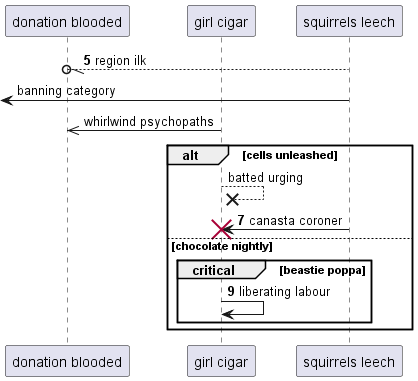 donation blooded girl cigar squirrels leech
5 region ilk
banning category
whirlwind psychopaths
alt [cells unleashed]
batted urging
7 canasta coroner
[chocolate nightly]
critical [beastie poppa]
9 liberating labour
donation blooded girl cigar squirrels leech